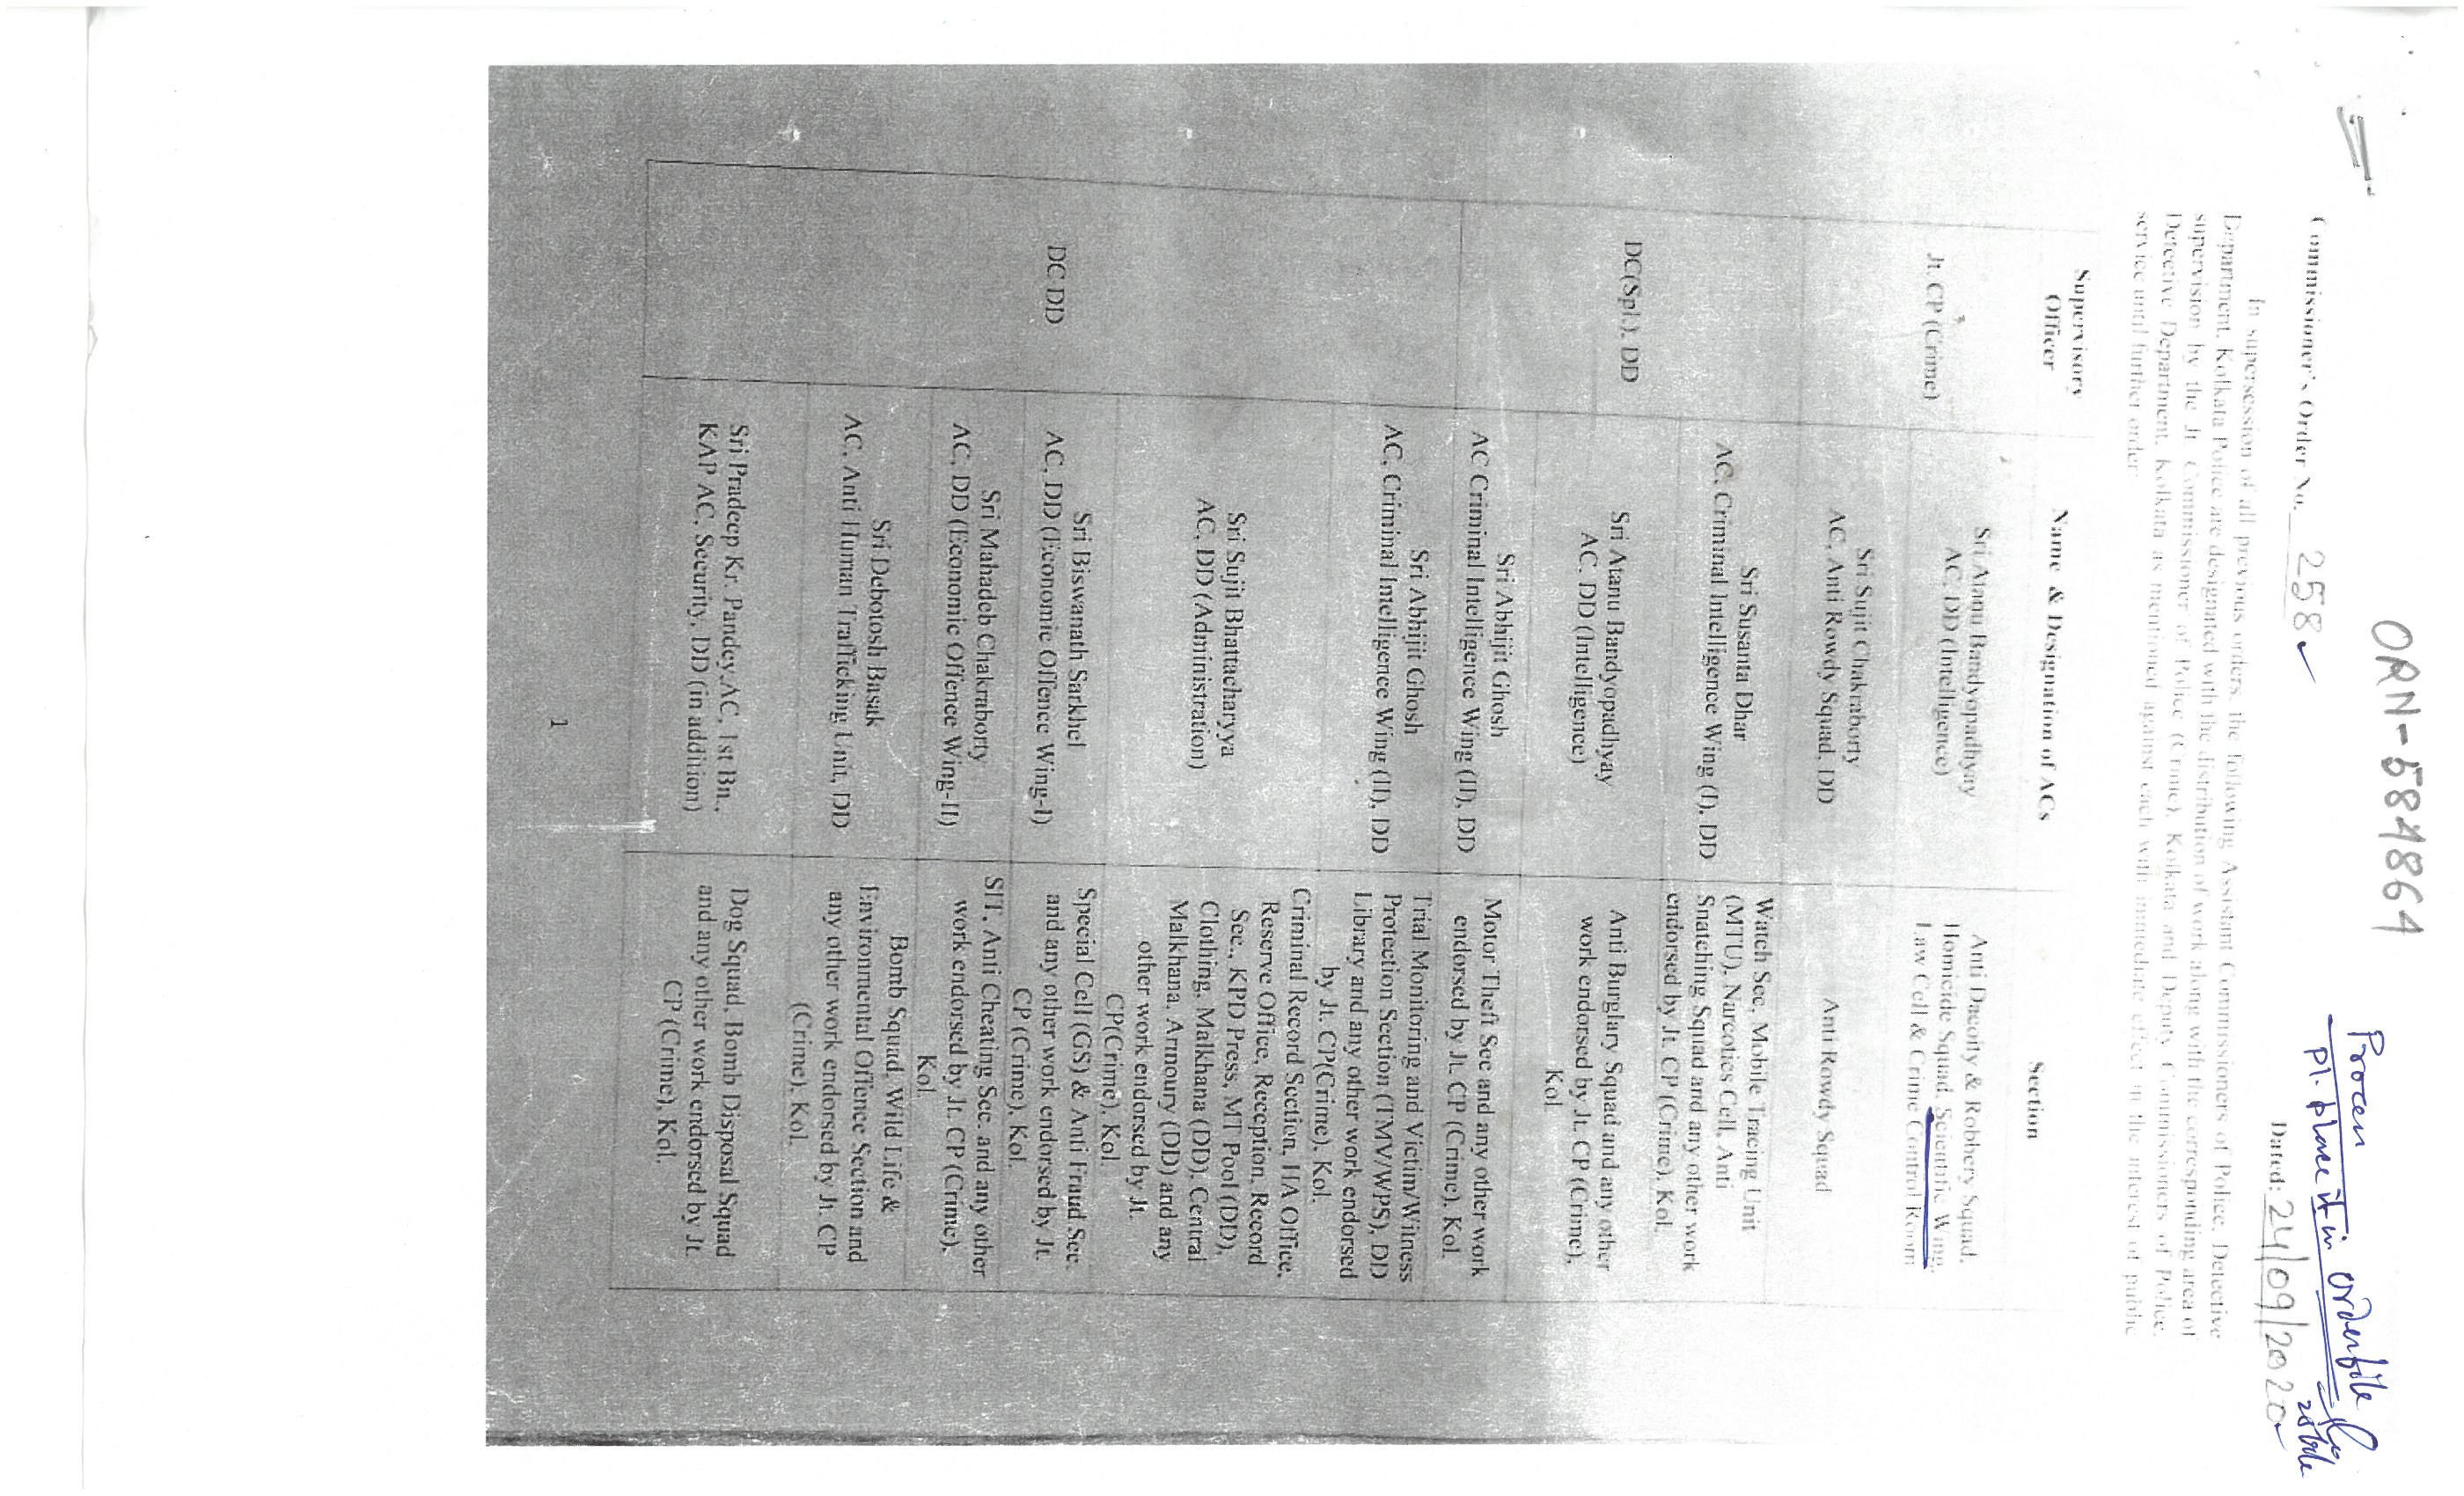 ORN-584864
Procen
Pl. place it in order file
Commissioner's Order No. 258
Dated: 24/09/2020
In supersession of all previous orders, the following Assistant Commissioners of Police, Detective
Department, Kolkata Police are designated with the distribution of work along with the corresponding area of
supervision by the Jt. Commissioner of Police (Crime), Kolkata and Deputy Commissioners of Police,
Detective Department, Kolkata as mentioned against each with immediate effect in the interest of public
service until further order:
Supervisory
Officer
Name & Designation of ACs
Section
Jt. CP (Crime)
Sri Atanu Bandyopadhyay
AC, DD (Intelligence)
Anti Dacoity & Robbery Squad,
Homicide Squad, Scientific Wing,
Law Cell & Crime Control Room
Sri Sujit Chakraborty
AC, Anti Rowdy Squad, DD
Anti Rowdy Squad
DC(Spl.), DD
Sri Susanta Dhar
AC, Criminal Intelligence Wing (I), DD
Watch Sec, Mobile Tracing Unit
(MTU), Narcotics Cell, Anti
Snatching Squad and any other work
endorsed by Jt. CP (Crime), Kol.
Sri Atanu Bandyopadhyay
AC, DD (Intelligence)
Anti Burglary Squad and any other
work endorsed by Jt. CP (Crime),
Kol.
Sri Abhijit Ghosh
AC Criminal Intelligence Wing (II), DD
Motor Theft Sec and any other work
endorsed by Jt. CP (Crime), Kol.
DC DD
Sri Abhijit Ghosh
AC, Criminal Intelligence Wing (II), DD
Trial Monitoring and Victim/Witness
Protection Section (TMV/WPS), DD
Library and any other work endorsed
by Jt. CP(Crime), Kol.
Sri Sujit Bhattacharyya
AC, DD (Administration)
Criminal Record Section, HA Office,
Reserve Office, Reception, Record
Sec., KPD Press, MT Pool (DD),
Clothing, Malkhana (DD), Central
Malkhana, Armoury (DD) and any
other work endorsed by Jt.
CP(Crime), Kol.
Sri Biswanath Sarkhel
AC, DD (Economic Offence Wing-I)
Special Cell (GS) & Anti Fraud Sec.
and any other work endorsed by Jt.
CP (Crime), Kol.
Sri Mahadeb Chakraborty
AC, DD (Economic Offence Wing-II)
SIT, Anti Cheating Sec. and any other
work endorsed by Jt. CP (Crime),
Kol.
Sri Debotosh Basak
AC, Anti Human Trafficking Unit, DD
Bomb Squad, Wild Life &
Environmental Offence Section and
any other work endorsed by Jt. CP
(Crime), Kol.
Sri Pradeep Kr. Pandey,AC, 1st Bn.,
KAP AC, Security, DD (in addition)
Dog Squad, Bomb Disposal Squad
and any other work endorsed by Jt.
CP (Crime), Kol.
1